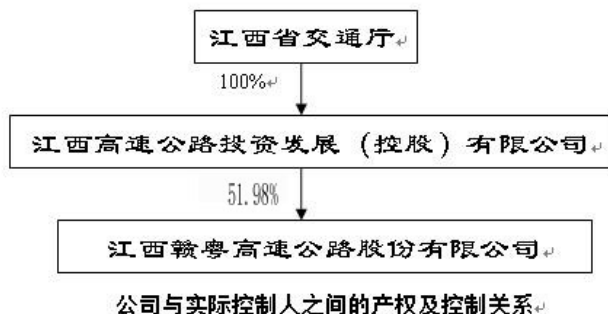 江西省交通厅
100%
江西高速公路投资发展（控股）有限公司
51.98%
江西赣粤高速公路股份有限公司
公司与实际控制人之间的产权及控制关系